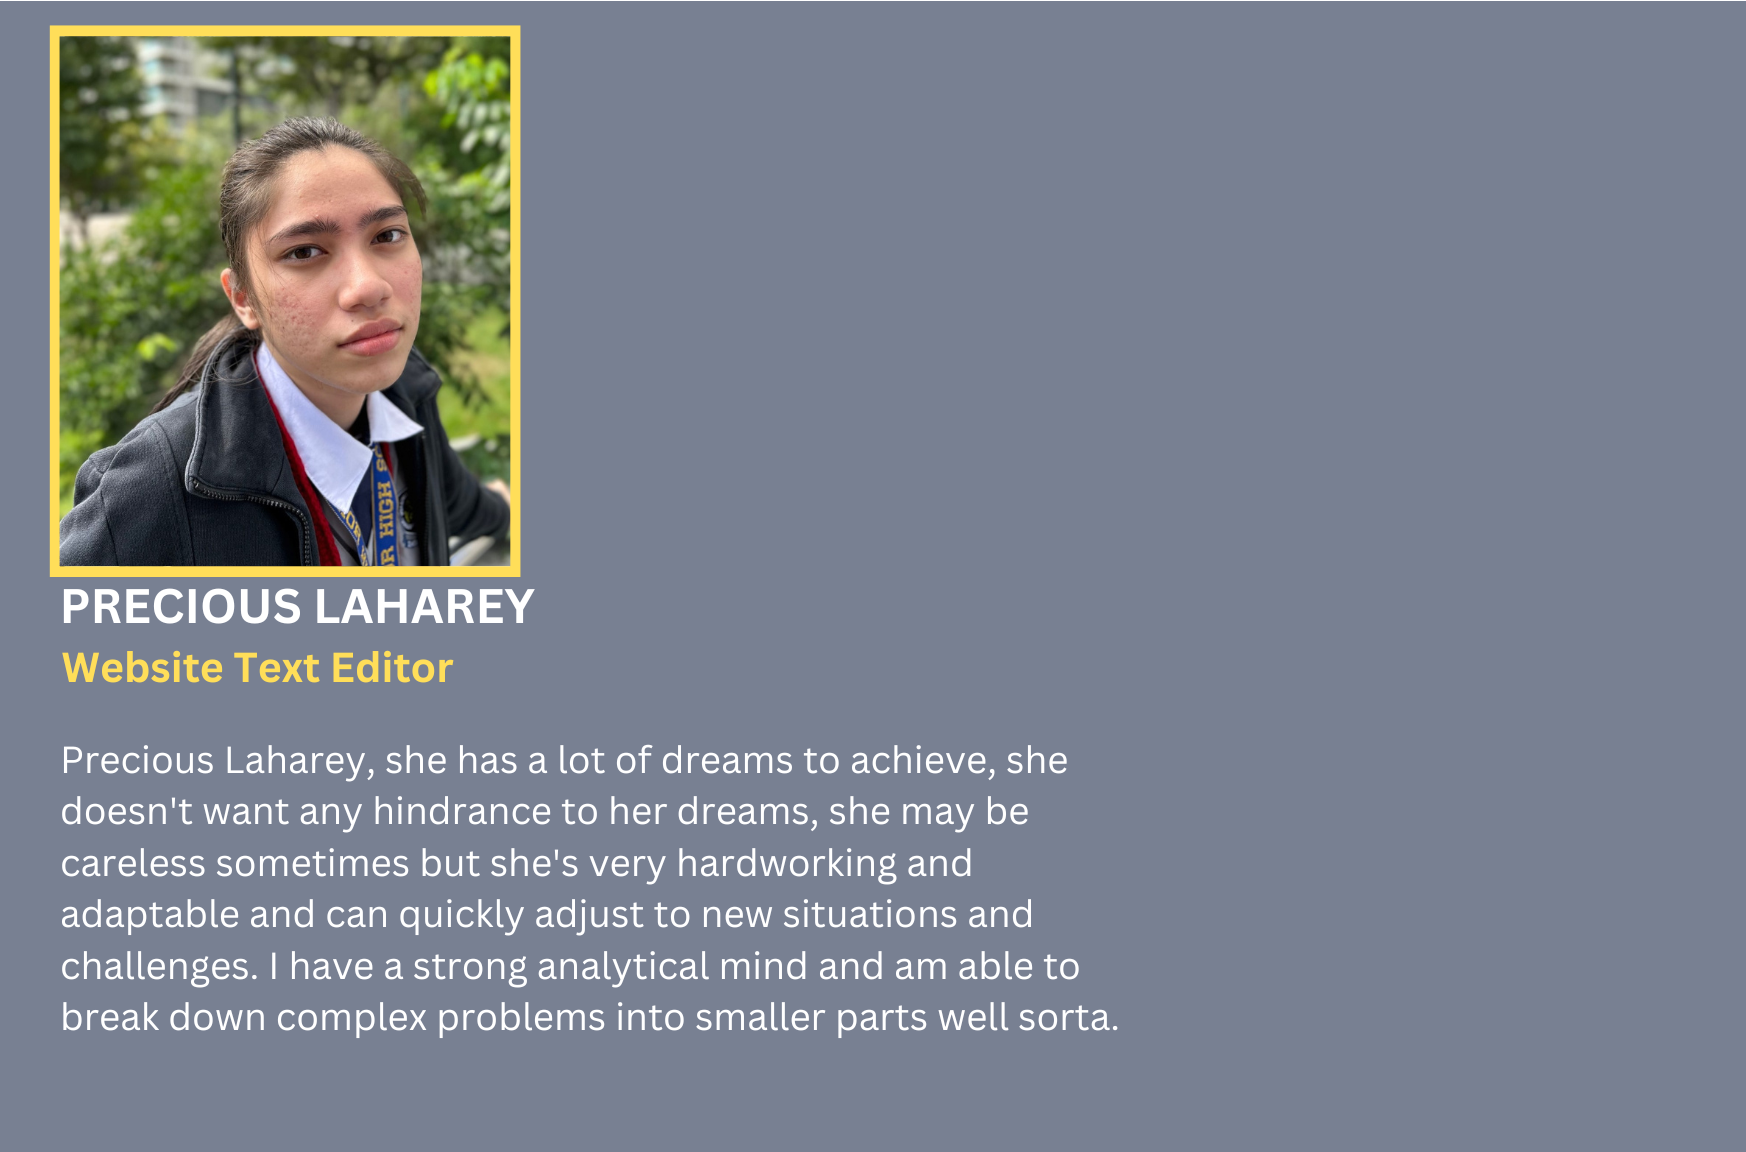 OR HIGH S
PRECIOUS LAHAREY
Website Text Editor
Precious Laharey, she has a lot of dreams to achieve, she
doesn't want any hindrance to her dreams, she may be
careless sometimes but she's very hardworking and
adaptable and can quickly adjust to new situations and
challenges. I have a strong analytical mind and am able to
break down complex problems into smaller parts well sorta.